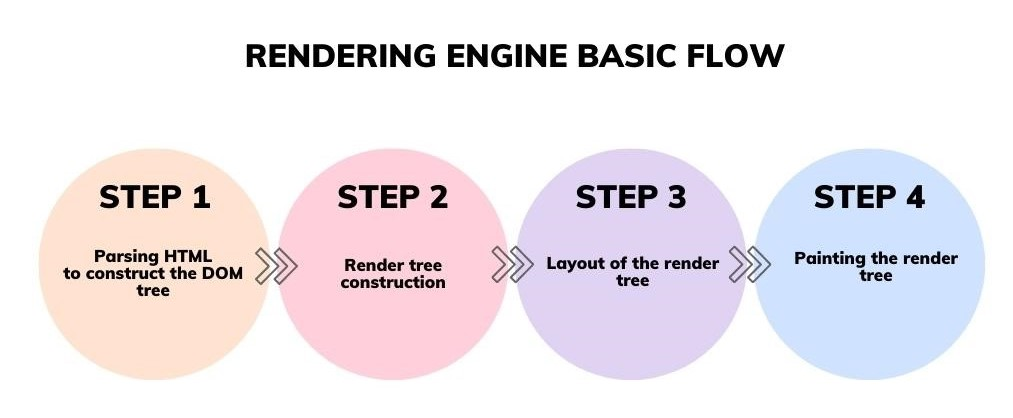 RENDERING ENGINE BASIC FLOW
STEP 1
Parsing HTML
to construct the DOM
tree
STEP 2
Render tree
construction
STEP 3
Layout of the render
tree
STEP 4
Painting the render
tree